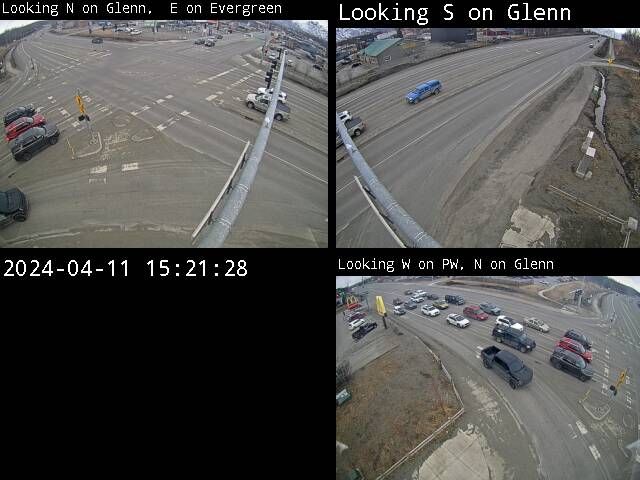 Looking N on Glenn,  E on Evergreen
Looking S on Glenn
2024-04-11 15:21:28
Looking W on PW, N on Glenn